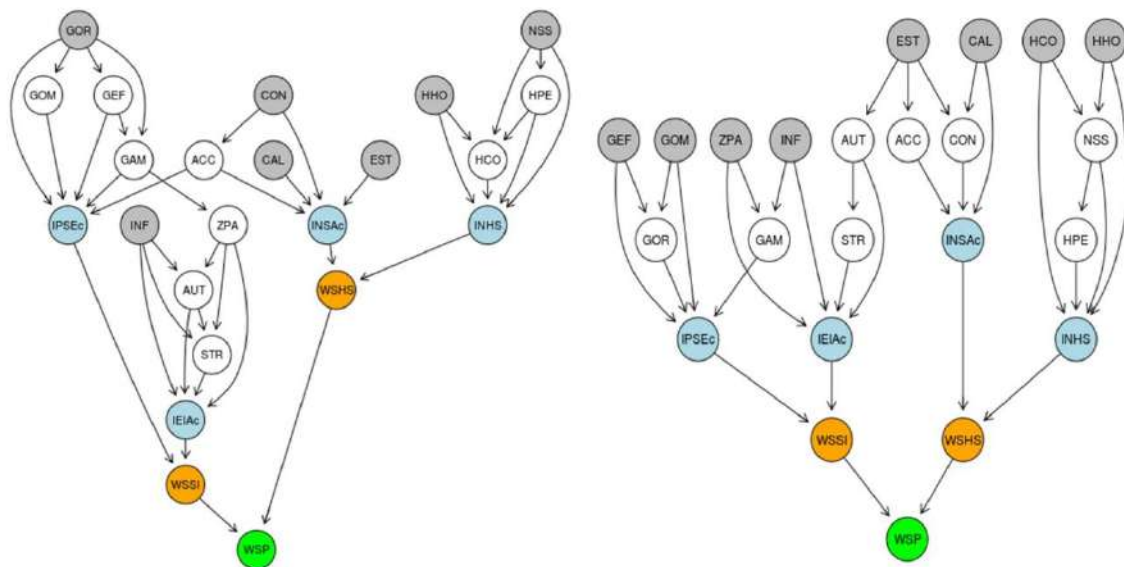 GOR
NSS
GOM
GEF
CON
HHO
HPE
GAM
ACC
CAL
EST
HCO
IPSEc
INF
ZPA
INSAc
INHS
AUT
WSHS
STR
IEIAc
WSSI
WSP
EST
CAL
HCO
HHO
GEF
GOM
ZPA
INF
AUT
ACC
CON
NSS
GOR
GAM
STR
INSAc
HPE
IPSEc
IEIAc
INHS
WSSI
WSHS
WSP